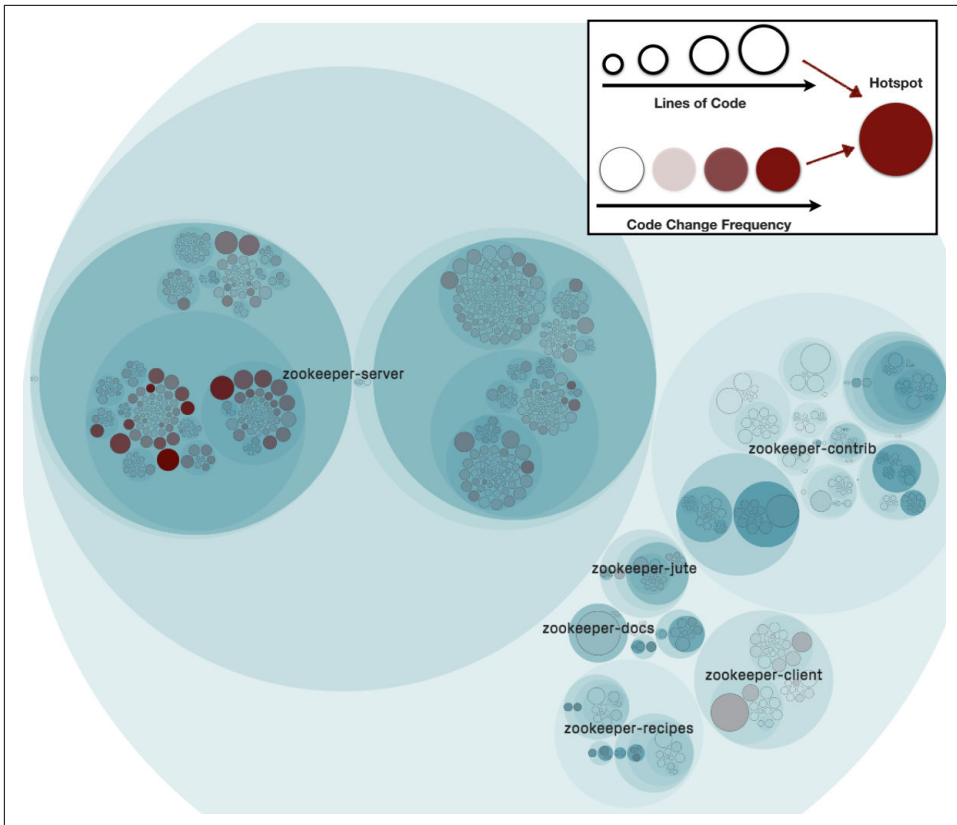 Lines of Code
Hotspot
Code Change Frequency
zookeeper-server
zookeeper-contrib
zookeeper-jute
zookeeper-docs
zookeeper-client
zookeeper-recipes